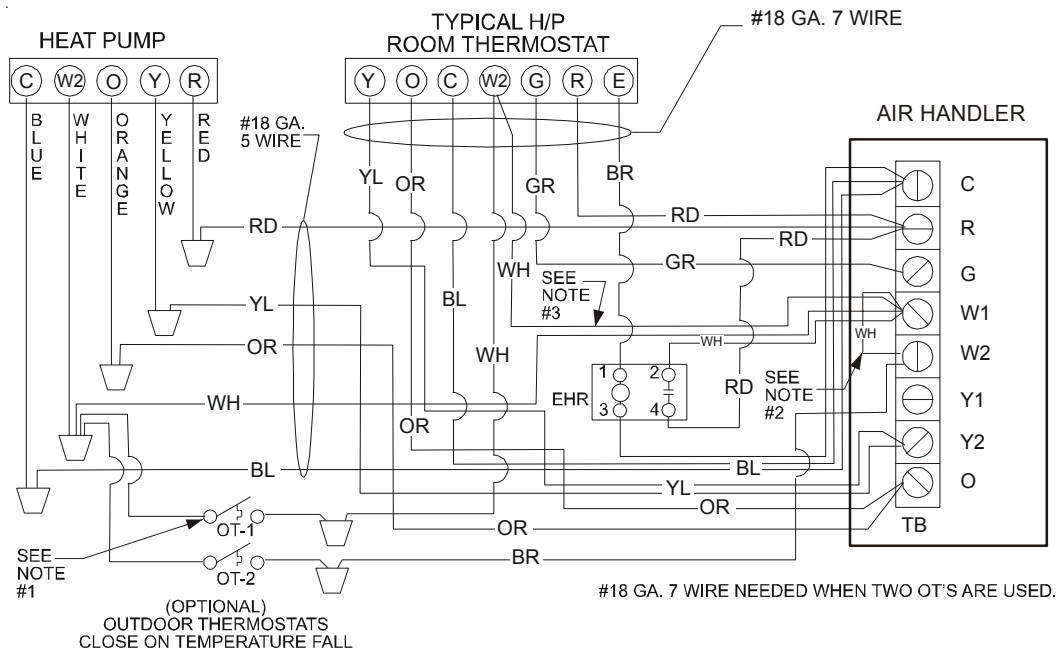 TYPICAL H/P
ROOM THERMOSTAT
#18 GA. 7 WIRE
HEAT PUMP
C W2 O Y R
Y O C W2 G R E
BLUE
WHITE
ORANGE
YELLOW
RED
#18 GA.
5 WIRE
AIR HANDLER
TB
C
R
G
W1
W2
Y1
Y2
O
YL
OR
GR
BR
RD
RD
RD
GR
WH
SEE
NOTE
#3
BL
YL
OR
WH
WH
WH
1 2
EHR
3 4
RD
SEE
NOTE
#2
WH
OR
BL
BL
YL
OR
OR
BR
OT-1
OT-2
SEE
NOTE
#1
(OPTIONAL)
OUTDOOR THERMOSTATS
CLOSE ON TEMPERATURE FALL
#18 GA. 7 WIRE NEEDED WHEN TWO OT'S ARE USED.